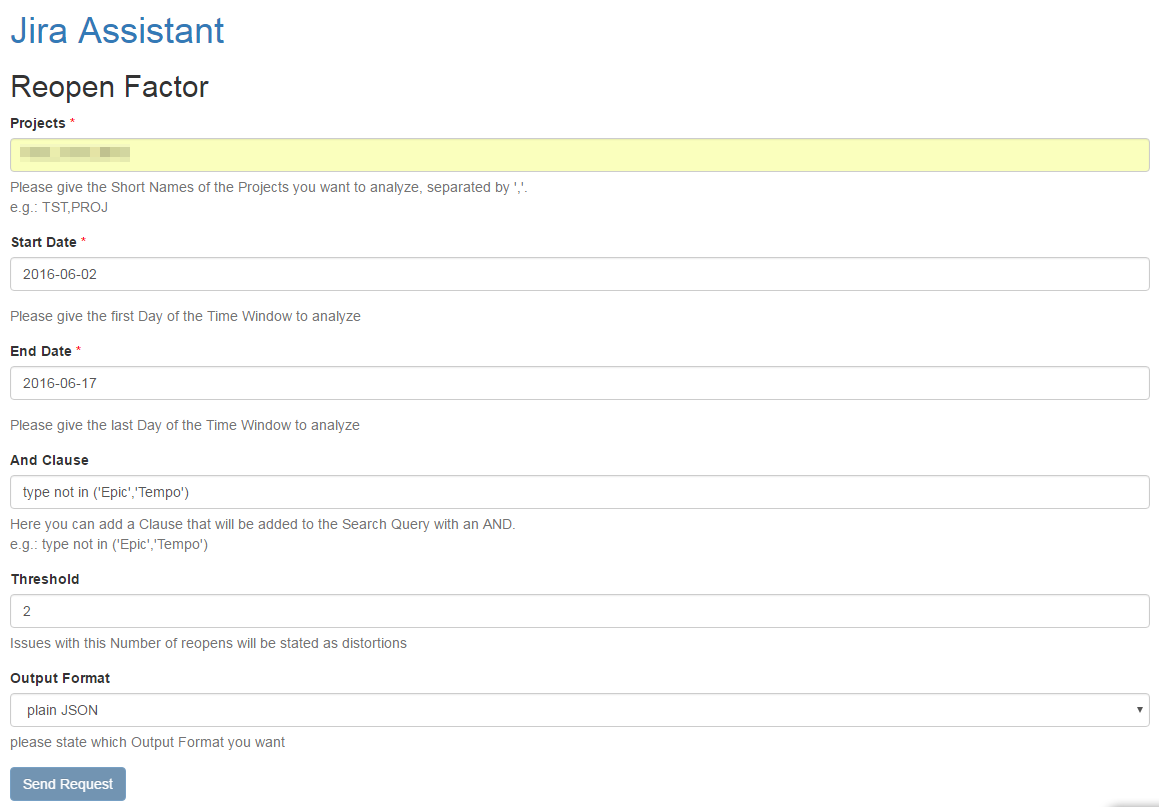 Jira Assistant
Reopen Factor
Projects *
Please give the Short Names of the Projects you want to analyze, separated by ','.
e.g.: TST,PROJ
Start Date *
2016-06-02
Please give the first Day of the Time Window to analyze
End Date *
2016-06-17
Please give the last Day of the Time Window to analyze
And Clause
type not in ('Epic','Tempo')
Here you can add a Clause that will be added to the Search Query with an AND.
e.g.: type not in ('Epic','Tempo')
Threshold
2
Issues with this Number of reopens will be stated as distortions
Output Format
plain JSON
please state which Output Format you want
Send Request